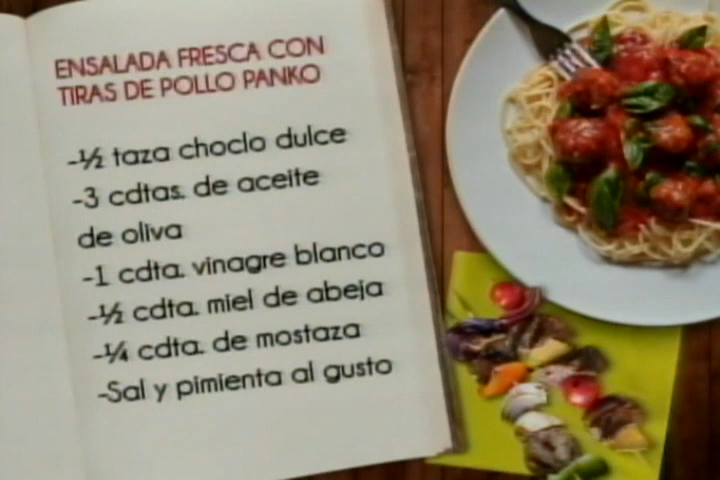 ENSALADA FRESCA CON
TIRAS DE POLLO PANKO
-½ taza choclo dulce
-3 cdtas. de aceite
de oliva
-1 cdta. vinagre blanco
-½ cdta. miel de abeja
-¼ cdta. de mostaza
-Sal y pimienta al gusto